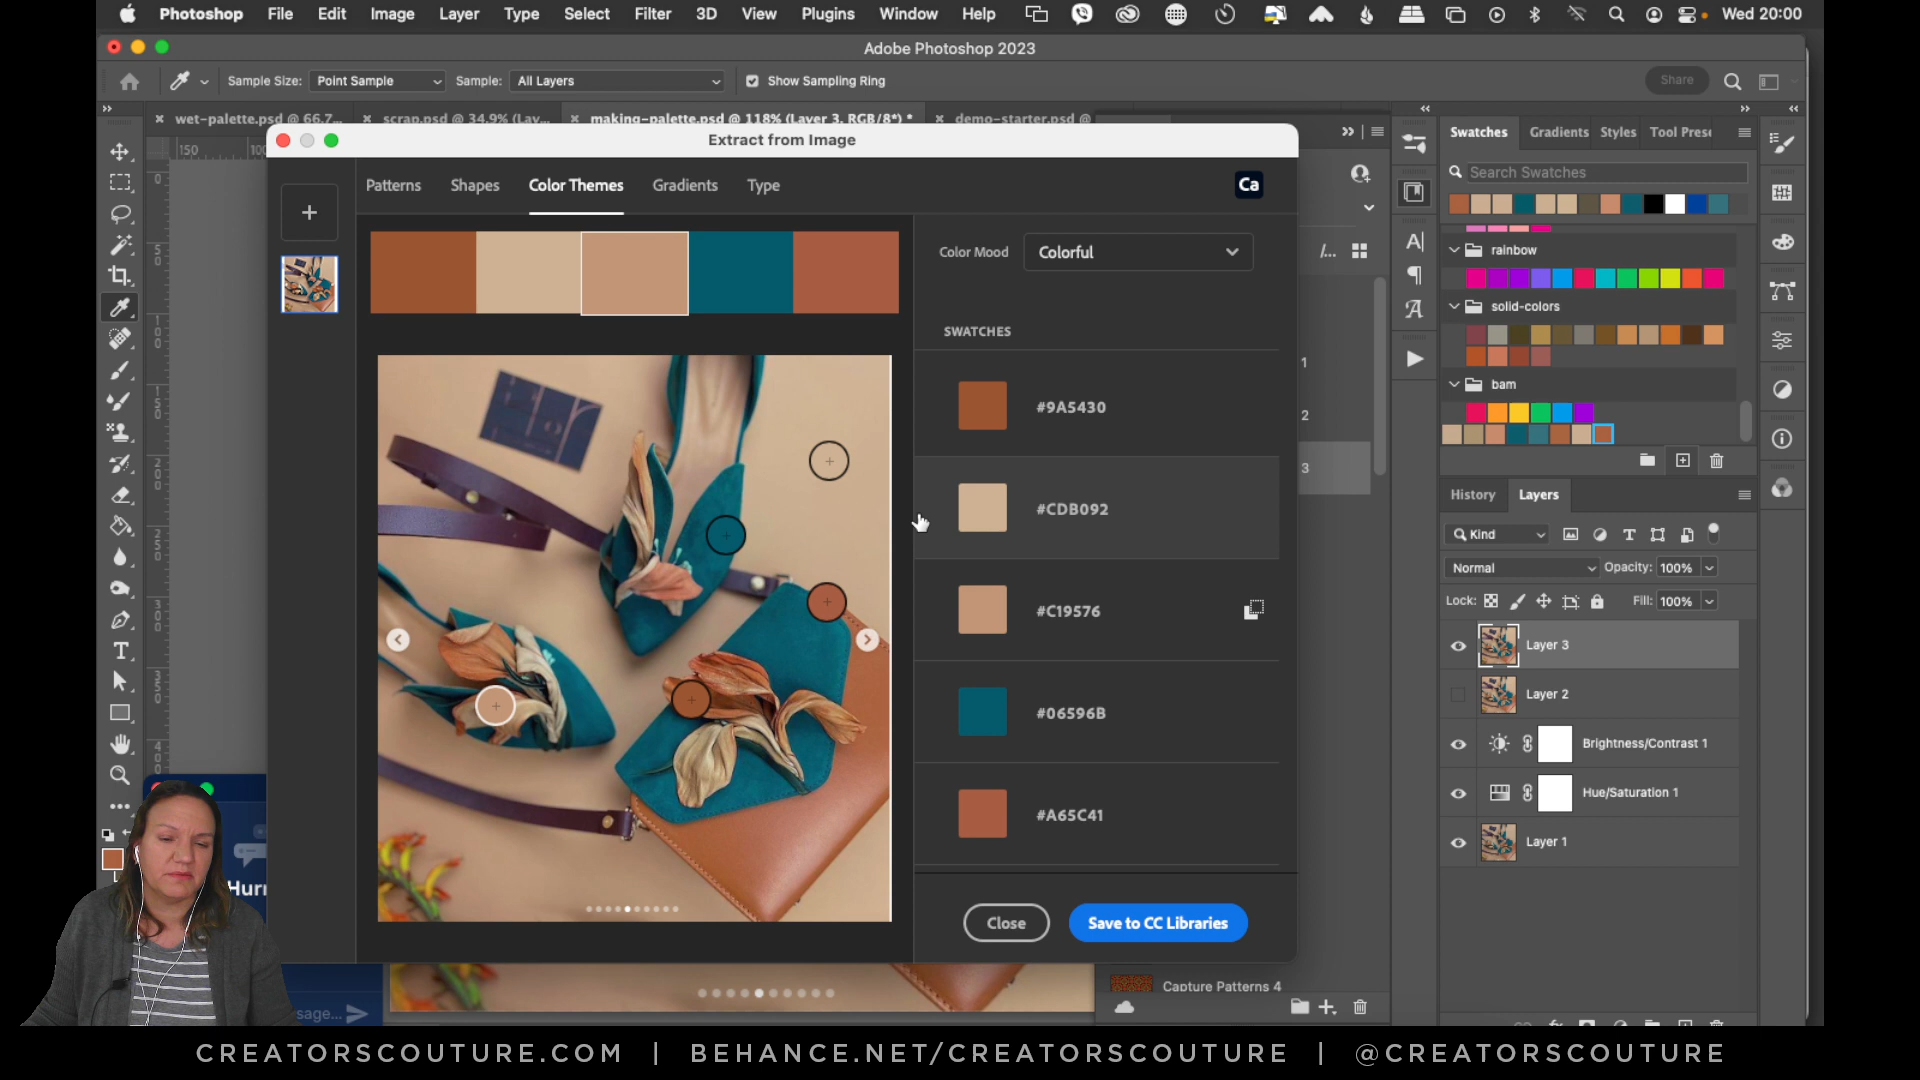 Photoshop File Edit Image Layer Type Select Filter 3D View Plugins Window Help Wed 20:00
Adobe Photoshop 2023
Sample Size: Point Sample Sample: All Layers Show Sampling Ring Share
wet-palette.psd @ 66.7... scrap.psd @ 34.9% (Lay... making-palette.psd @ 118% (Layer 3, RGB/8*) * demo-starter.psd @
Extract from Image
Patterns Shapes Color Themes Gradients Type Ca
Color Mood Colorful
SWATCHES
#9A5430
#CDB092
#C19576
#06596B
#A65C41
Close Save to CC Libraries
1
2
3
Capture Patterns 4
Swatches Gradients Styles Tool Prese
Search Swatches
rainbow
solid-colors
bam
History Layers
Kind
Normal Opacity: 100%
Lock: Fill: 100%
Layer 3
Layer 2
Brightness/Contrast 1
Hue/Saturation 1
Layer 1
Hurr
sage...
CREATORSCOUTURE.COM | BEHANCE.NET/CREATORSCOUTURE | @CREATORSCOUTURE